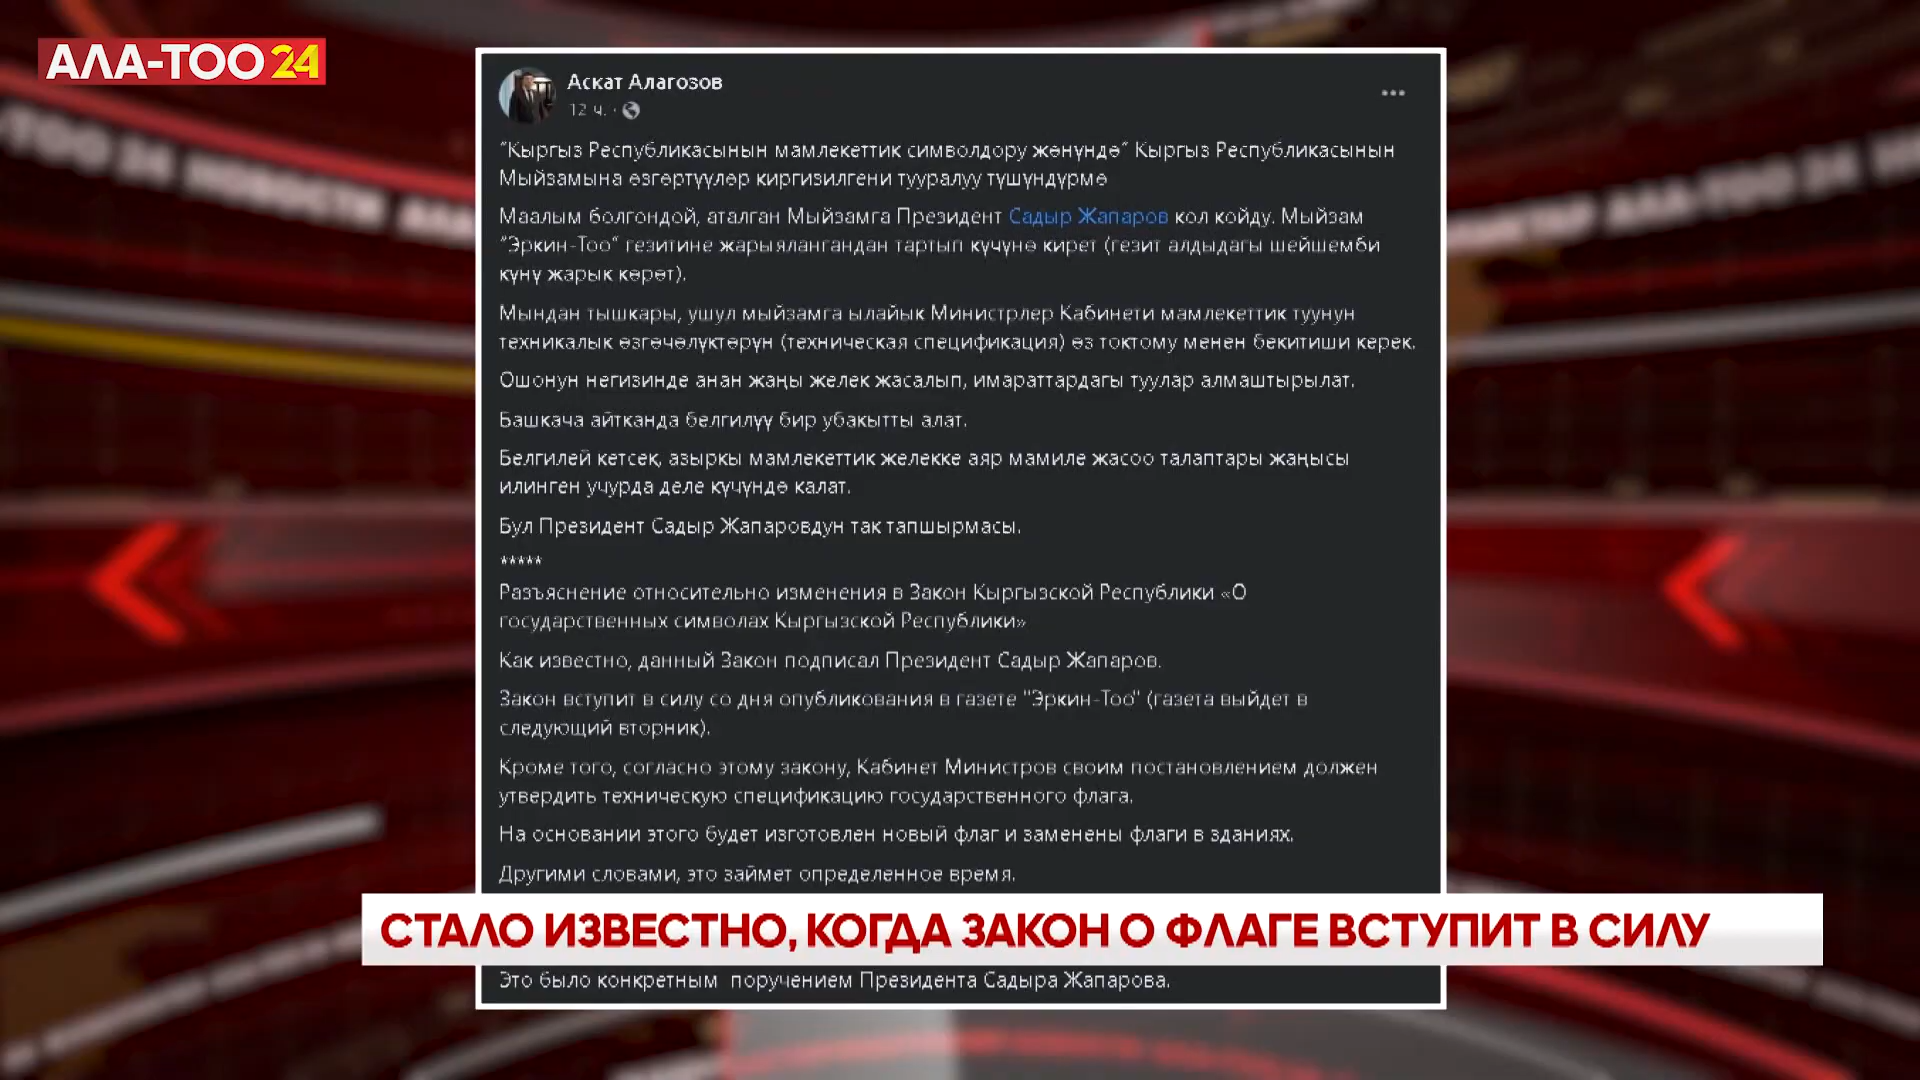 АЛА-ТОО 24
Аскат Алагозов
12 ч. ·
"Кыргыз Республикасынын мамлекеттик символдору жөнүндө" Кыргыз Республикасынын
Мыйзамына өзгөртүүлөр киргизилгени тууралуу түшүндүрмө
Маалым болгондой, аталган Мыйзамга Президент Садыр Жапаров кол койду. Мыйзам
"Эркин-Тоо" гезитине жарыялангандан тартып күчүнө кирет (гезит алдыдагы шейшемби
күнү жарык көрөт).
Мындан тышкары, ушул мыйзамга ылайык Министрлер Кабинети мамлекеттик туунун
техникалык өзгөчөлүктөрүн (техническая спецификация) өз токтому менен бекитиши керек.
Ошонун негизинде анан жаңы желек жасалып, имараттардагы туулар алмаштырылат.
Башкача айтканда белгилүү бир убакытты алат.
Белгилей кетсек, азыркы мамлекеттик желекке аяр мамиле жасоо талаптары жаңысы
илинген учурда деле күчүндө калат.
Бул Президент Садыр Жапаровдун так тапшырмасы.
*****
Разъяснение относительно изменения в Закон Кыргызской Республики «О
государственных символах Кыргызской Республики»
Как известно, данный Закон подписал Президент Садыр Жапаров.
Закон вступит в силу со дня опубликования в газете "Эркин-Тоо" (газета выйдет в
следующий вторник).
Кроме того, согласно этому закону, Кабинет Министров своим постановлением должен
утвердить техническую спецификацию государственного флага.
На основании этого будет изготовлен новый флаг и заменены флаги в зданиях.
Другими словами, это займет определенное время.
СТАЛО ИЗВЕСТНО, КОГДА ЗАКОН О ФЛАГЕ ВСТУПИТ В СИЛУ
Это было конкретным поручением Президента Садыра Жапарова.